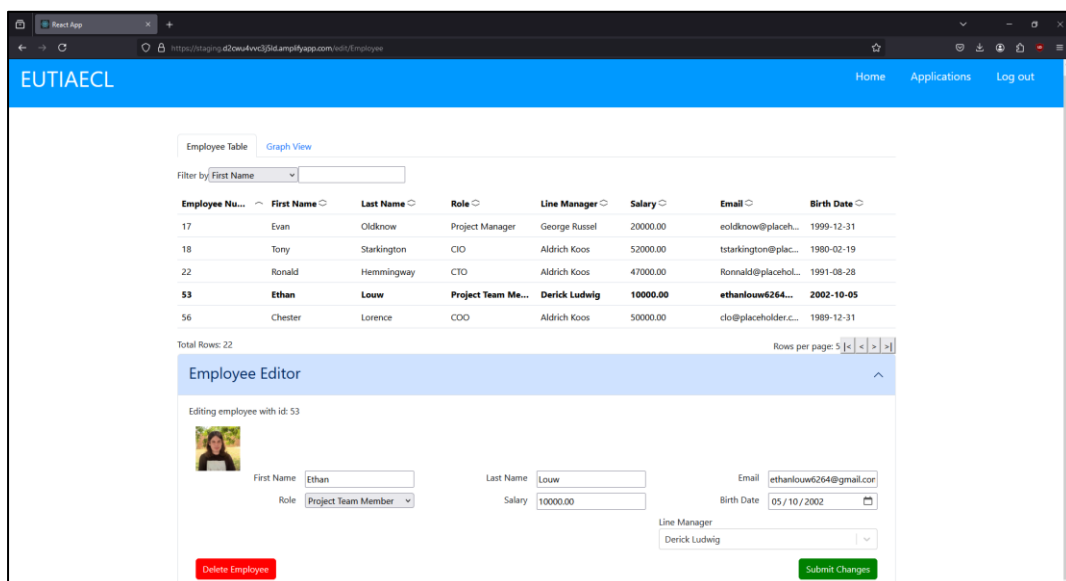 React App
https://staging.d2cwu4vvc3j5ld.amplifyapp.com/edit/Employee
EUTIAECL Home Applications Log out
Employee Table Graph View
Filter by First Name
Employee Nu... First Name Last Name Role Line Manager Salary Email Birth Date
17 Evan Oldknow Project Manager George Russel 20000.00 eoldknow@placeh... 1999-12-31
18 Tony Starkington CIO Aldrich Koos 52000.00 tstarkington@plac... 1980-02-19
22 Ronald Hemmingway CTO Aldrich Koos 47000.00 Ronnald@placehol... 1991-08-28
53 Ethan Louw Project Team Me... Derick Ludwig 10000.00 ethanlouw6264... 2002-10-05
56 Chester Lorence COO Aldrich Koos 50000.00 clo@placeholder.c... 1989-12-31
Total Rows: 22 Rows per page: 5 |< < > >|
Employee Editor
Editing employee with id: 53
First Name Ethan Last Name Louw Email ethanlouw6264@gmail.com
Role Project Team Member Salary 10000.00 Birth Date 05/10/2002
Line Manager
Derick Ludwig
Delete Employee Submit Changes